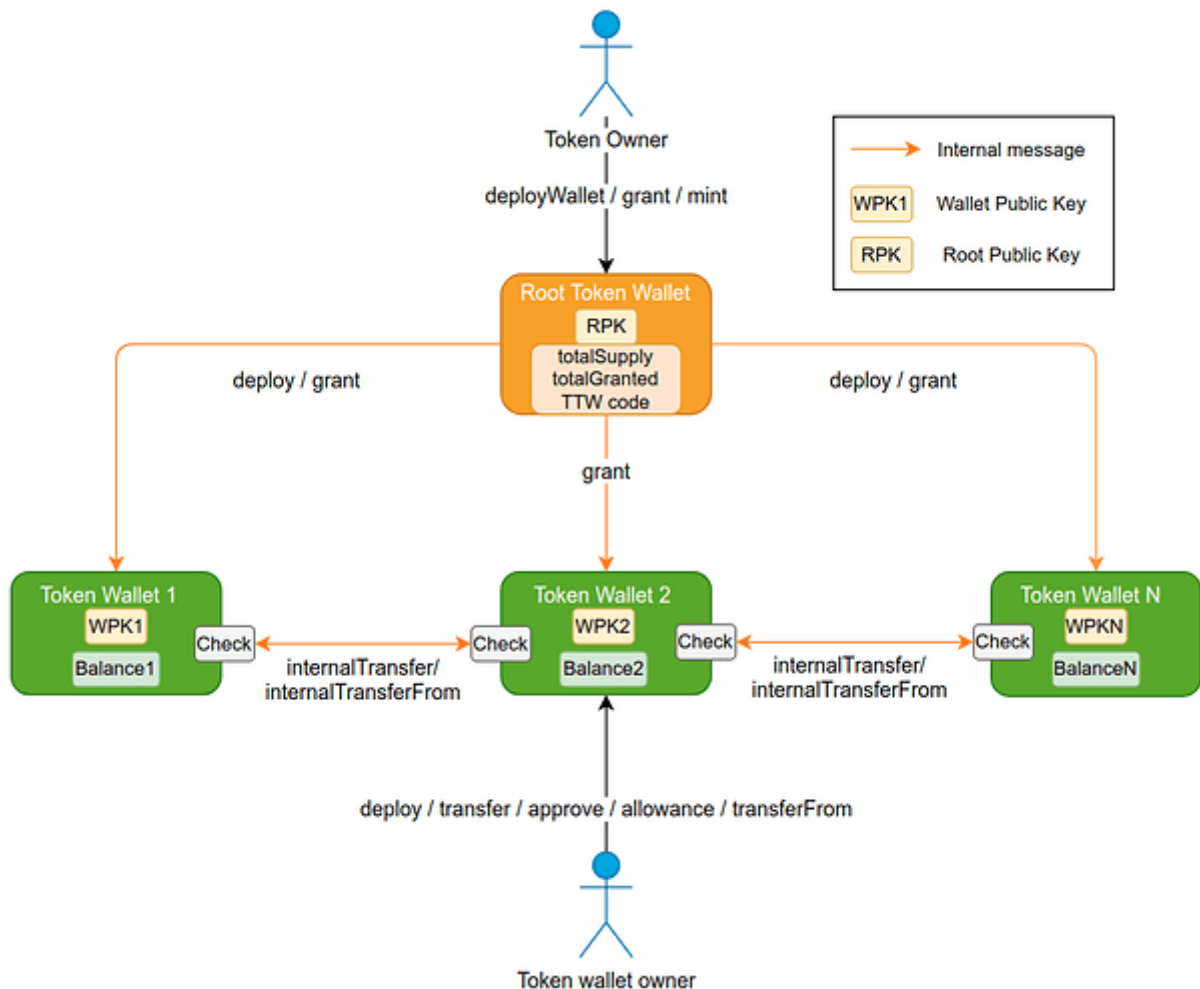 Token Owner
deployWallet / grant / mint
Internal message
WPK1
Wallet Public Key
RPK
Root Public Key
Root Token Wallet
RPK
totalSupply
totalGranted
TTW code
deploy / grant
deploy / grant
grant
Token Wallet 1
WPK1
Balance1
Check
internalTransfer/
internalTransferFrom
Check
Token Wallet 2
WPK2
Balance2
Check
internalTransfer/
internalTransferFrom
Check
Token Wallet N
WPKN
BalanceN
deploy / transfer / approve / allowance / transferFrom
Token wallet owner